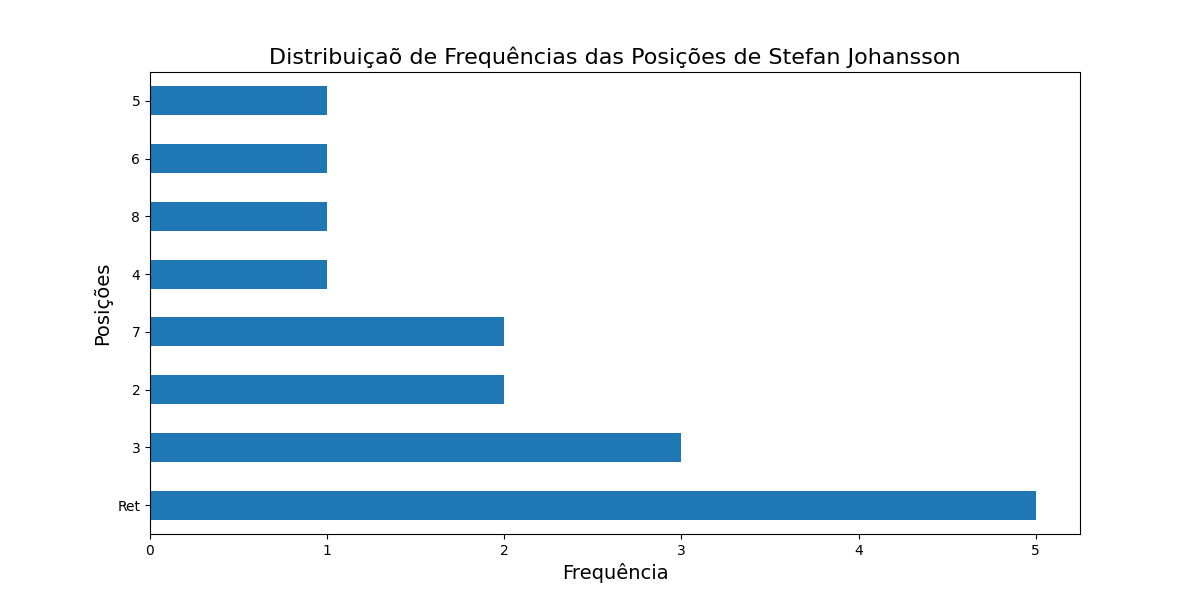 Distribuiçaõ de Frequências das Posições de Stefan Johansson
Posições
5
6
8
4
7
2
3
Ret
0 1 2 3 4 5
Frequência